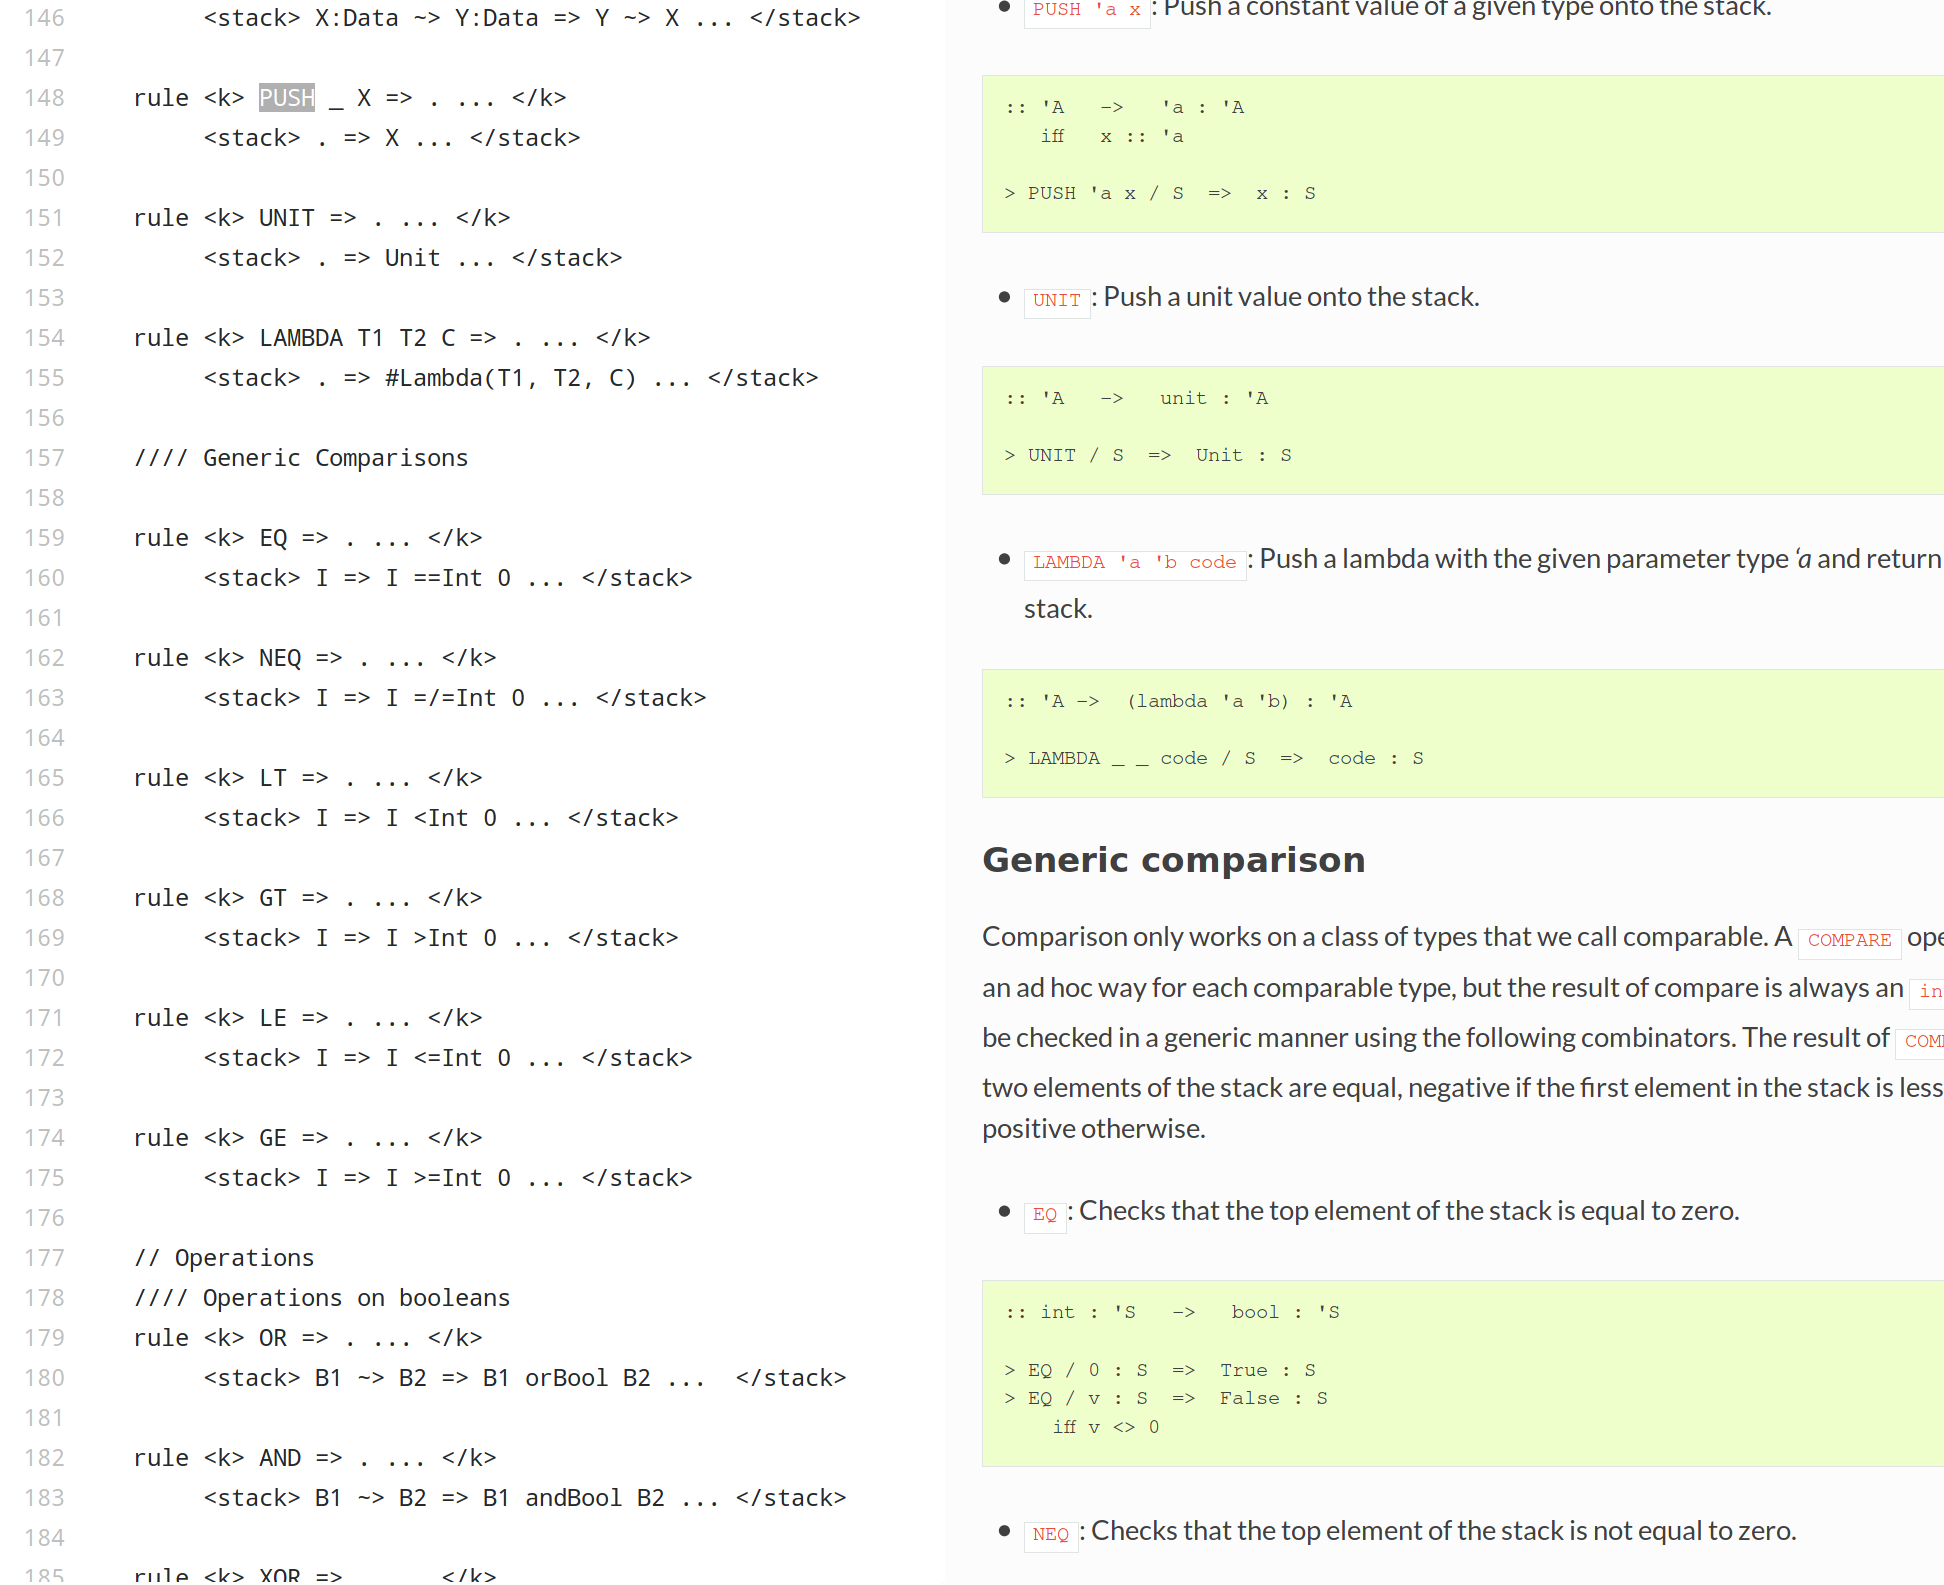 146 <stack> X:Data ~> Y:Data => Y ~> X ... </stack>
147
148 rule <k> PUSH _ X => . ... </k>
149 <stack> . => X ... </stack>
150
151 rule <k> UNIT => . ... </k>
152 <stack> . => Unit ... </stack>
153
154 rule <k> LAMBDA T1 T2 C => . ... </k>
155 <stack> . => #Lambda(T1, T2, C) ... </stack>
156
157 //// Generic Comparisons
158
159 rule <k> EQ => . ... </k>
160 <stack> I => I ==Int 0 ... </stack>
161
162 rule <k> NEQ => . ... </k>
163 <stack> I => I =/=Int 0 ... </stack>
164
165 rule <k> LT => . ... </k>
166 <stack> I => I <Int 0 ... </stack>
167
168 rule <k> GT => . ... </k>
169 <stack> I => I >Int 0 ... </stack>
170
171 rule <k> LE => . ... </k>
172 <stack> I => I <=Int 0 ... </stack>
173
174 rule <k> GE => . ... </k>
175 <stack> I => I >=Int 0 ... </stack>
176
177 // Operations
178 //// Operations on booleans
179 rule <k> OR => . ... </k>
180 <stack> B1 ~> B2 => B1 orBool B2 ...  </stack>
181
182 rule <k> AND => . ... </k>
183 <stack> B1 ~> B2 => B1 andBool B2 ... </stack>
184
185 rule <k> XOR => </k>
• PUSH 'a x : Push a constant value of a given type onto the stack.
:: 'A -> 'a : 'A
iff x :: 'a
> PUSH 'a x / S => x : S
• UNIT : Push a unit value onto the stack.
:: 'A -> unit : 'A
> UNIT / S => Unit : S
• LAMBDA 'a 'b code : Push a lambda with the given parameter type ‘a and return
stack.
:: 'A -> (lambda 'a 'b) : 'A
> LAMBDA _ _ code / S => code : S
Generic comparison
Comparison only works on a class of types that we call comparable. A COMPARE ope
an ad hoc way for each comparable type, but the result of compare is always an in
be checked in a generic manner using the following combinators. The result of COM
two elements of the stack are equal, negative if the first element in the stack is less
positive otherwise.
• EQ : Checks that the top element of the stack is equal to zero.
:: int : 'S -> bool : 'S
> EQ / 0 : S => True : S
> EQ / v : S => False : S
iff v <> 0
• NEQ : Checks that the top element of the stack is not equal to zero.